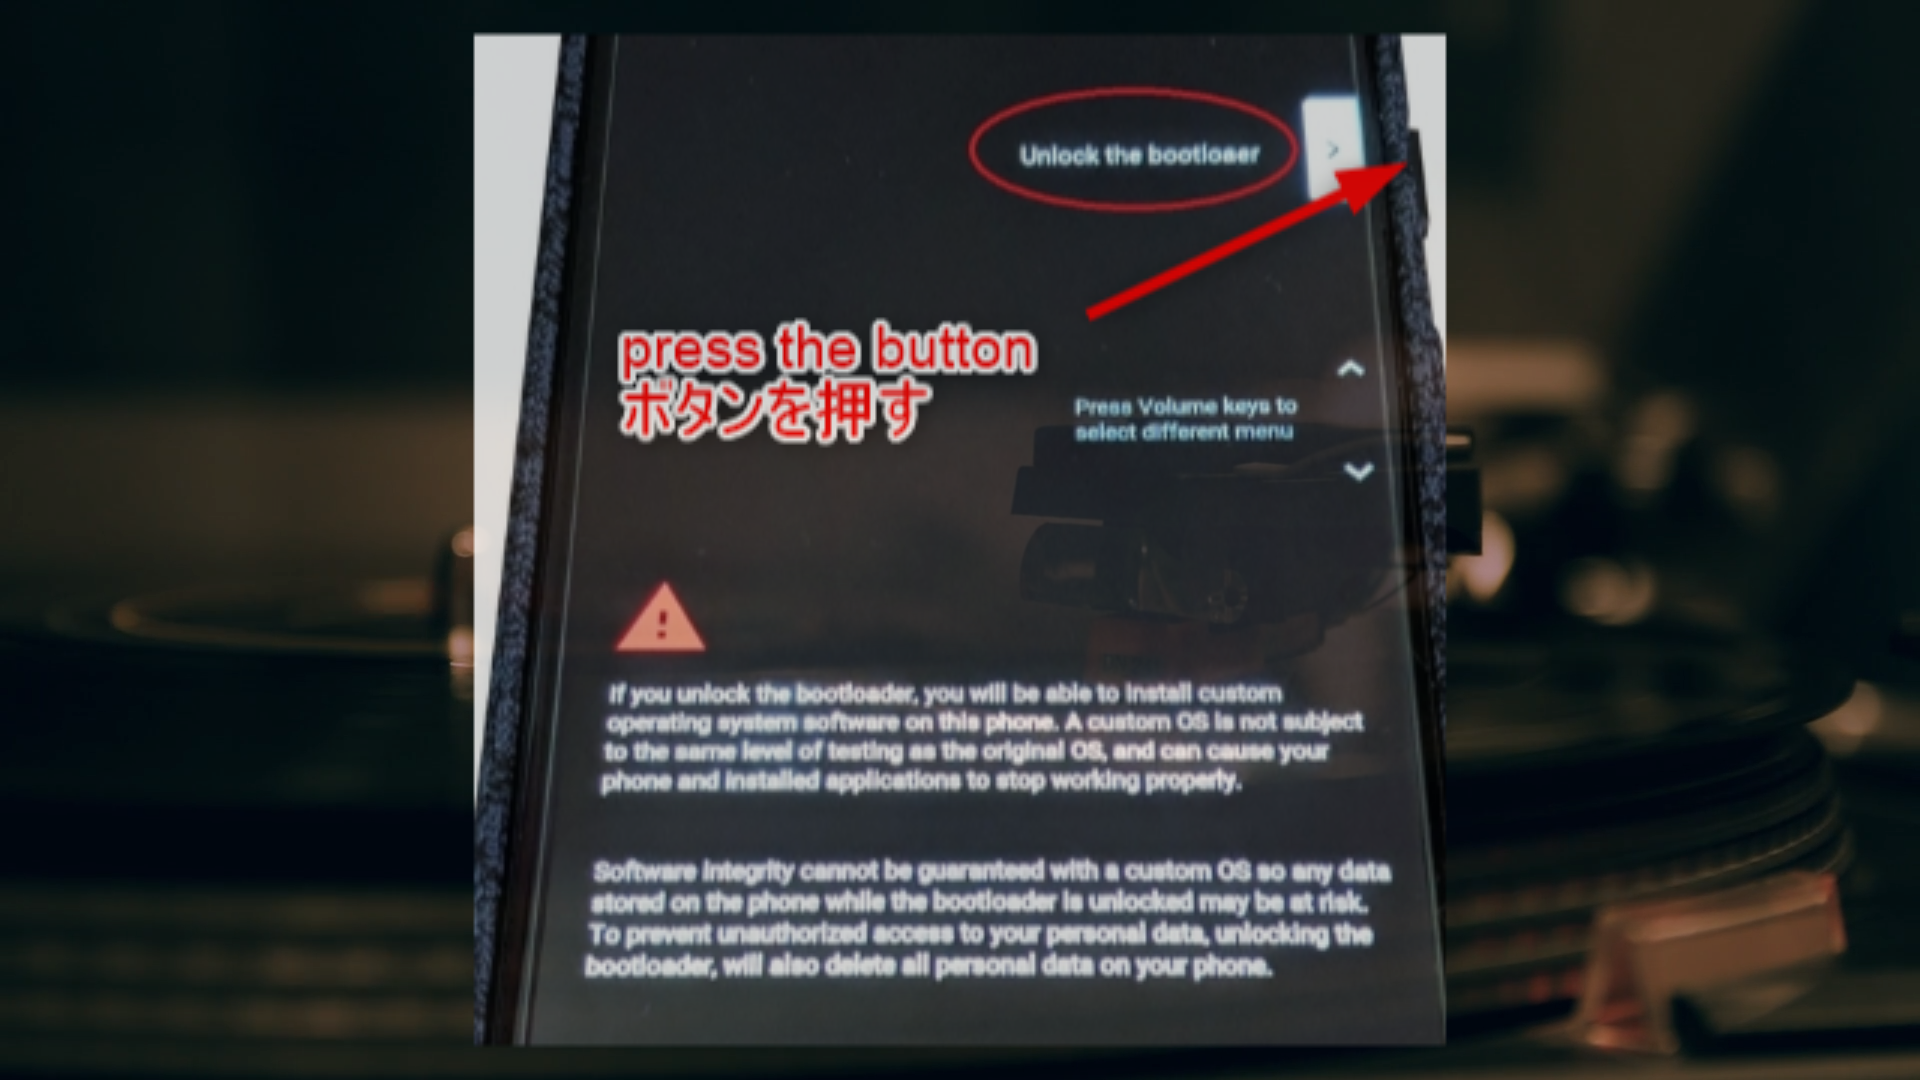 Unlock the bootloaer
press the button
ボタンを押す
Press Volume keys to
select different menu
If you unlock the bootloader, you will be able to install custom
operating system software on this phone. A custom OS is not subject
to the same level of testing as the original OS, and can cause your
phone and installed applications to stop working properly.
Software integrity cannot be guaranteed with a custom OS so any data
stored on the phone while the bootloader is unlocked may be at risk.
To prevent unauthorized access to your personal data, unlocking the
bootloader, will also delete all personal data on your phone.